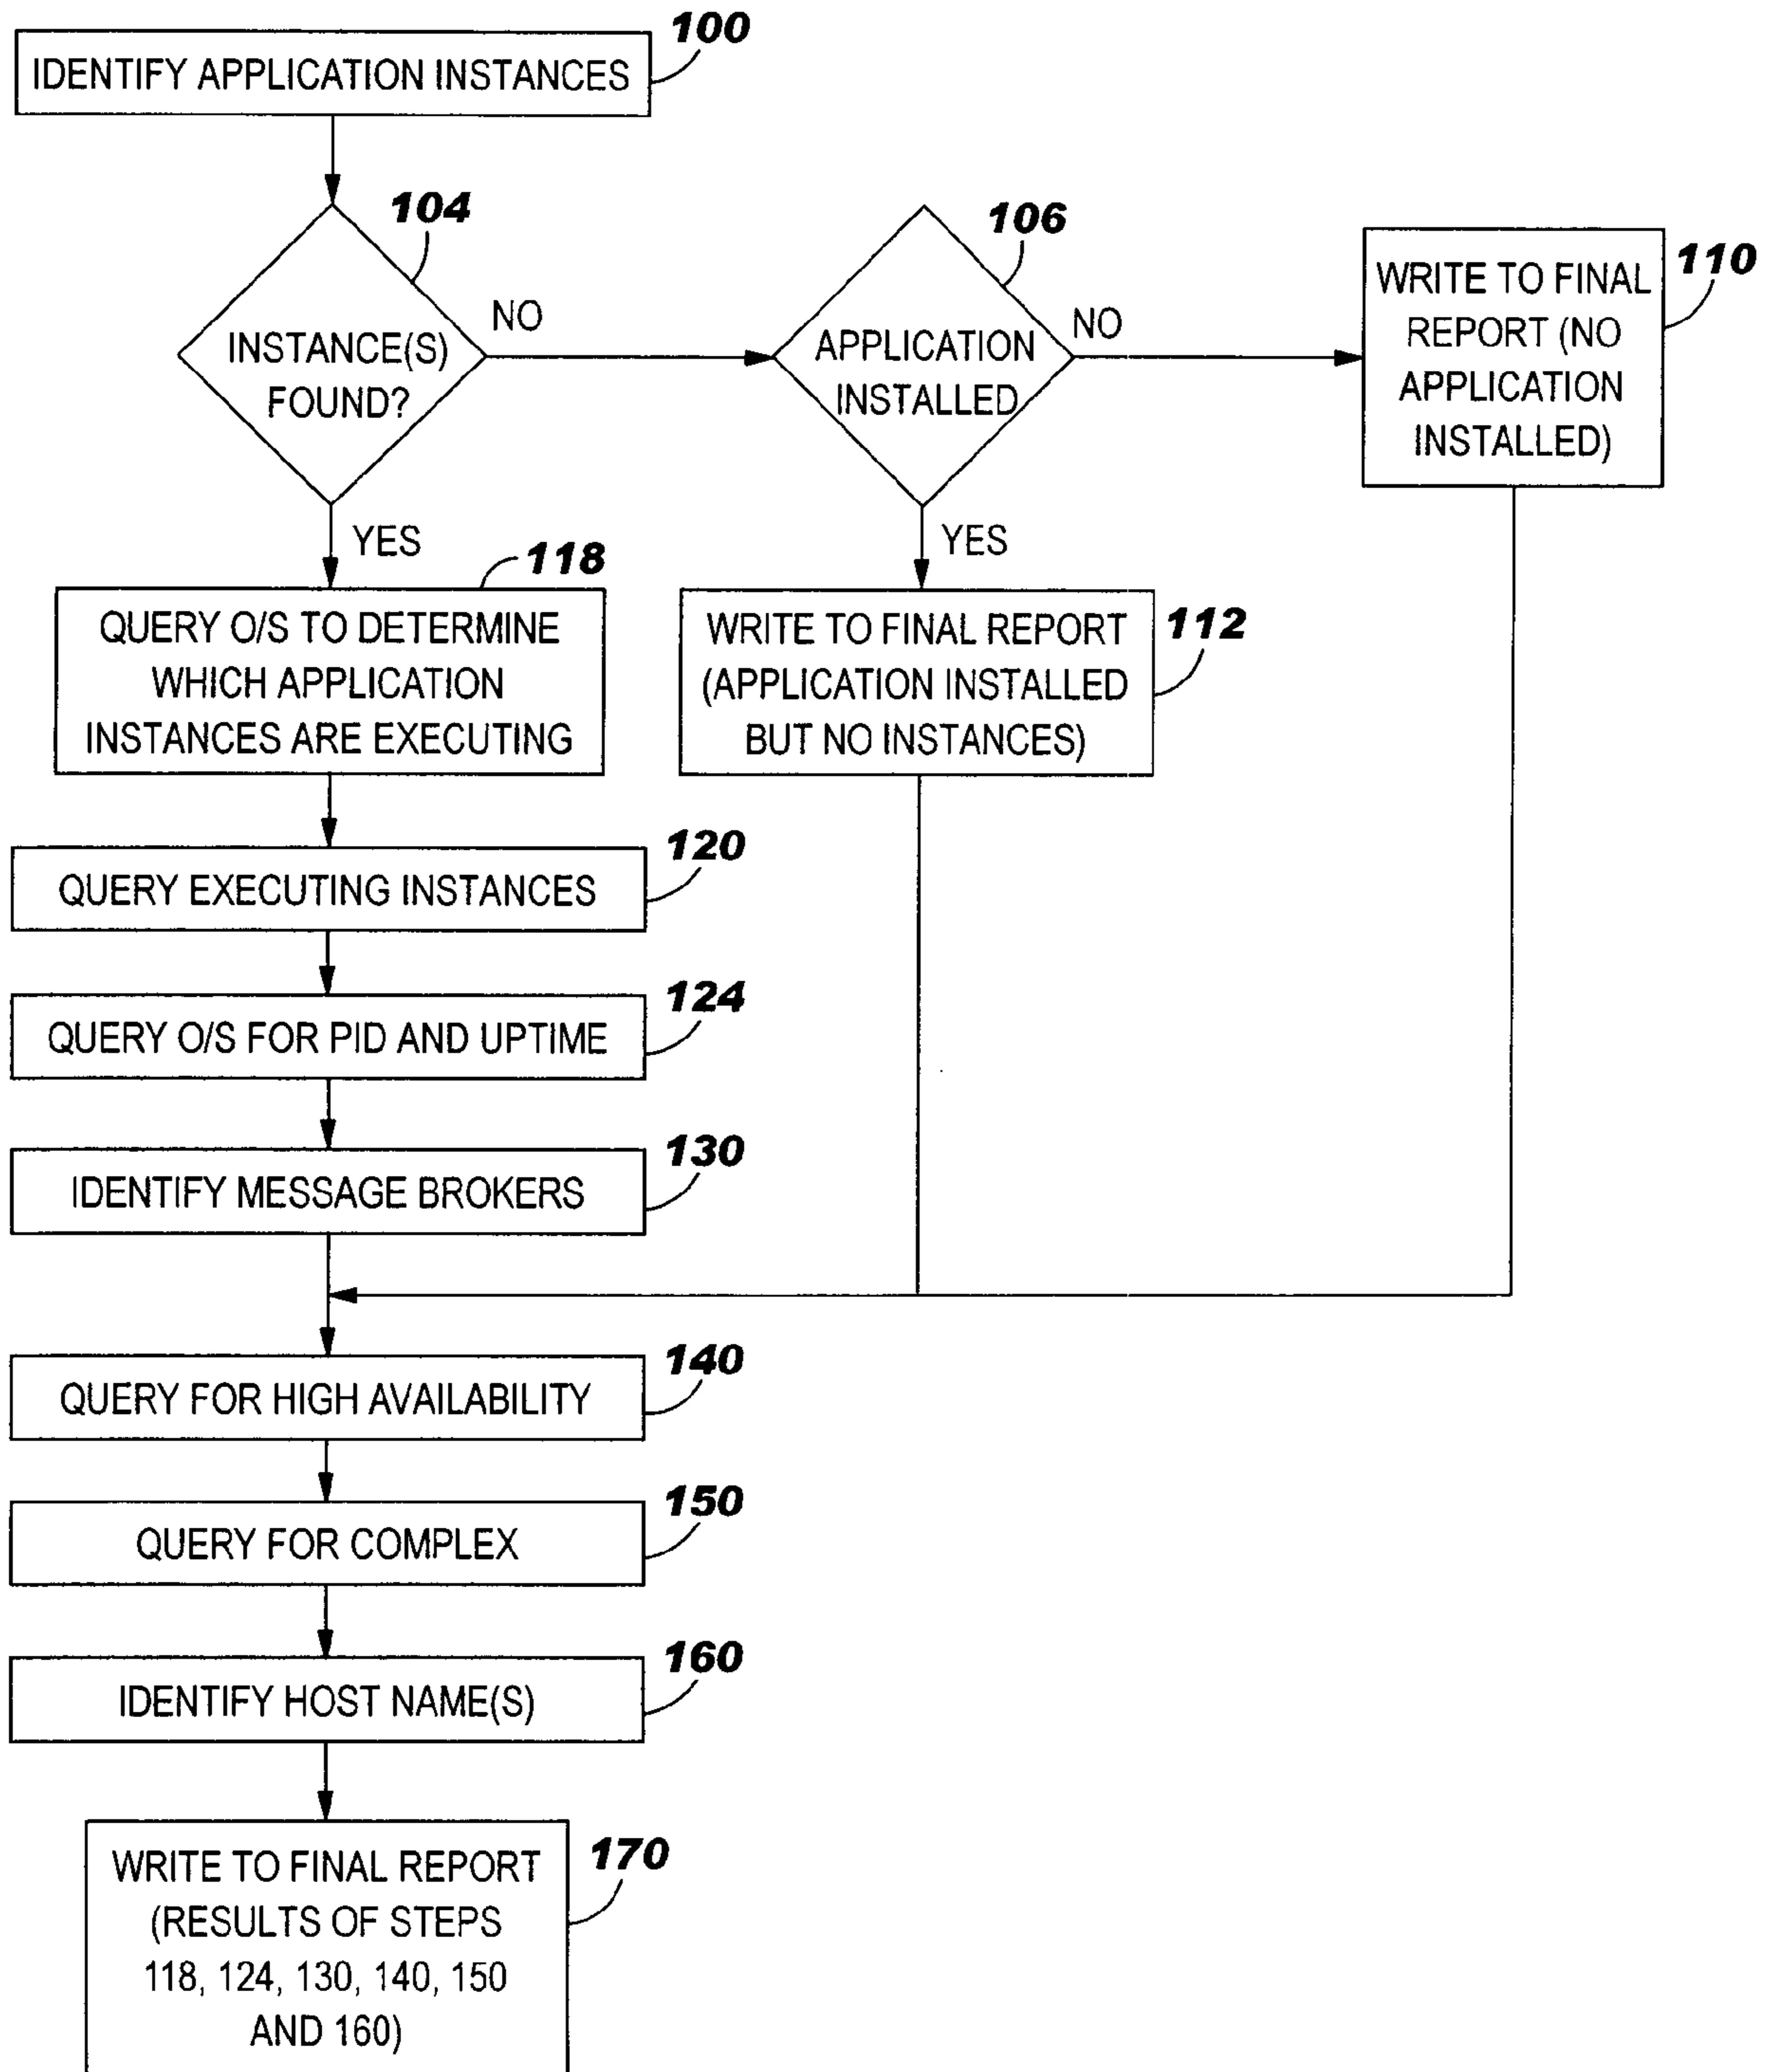 100
IDENTIFY APPLICATION INSTANCES
104
INSTANCE(S)
FOUND?
NO
106
APPLICATION
INSTALLED
NO
110
WRITE TO FINAL
REPORT (NO
APPLICATION
INSTALLED)
YES
YES
118
QUERY O/S TO DETERMINE
WHICH APPLICATION
INSTANCES ARE EXECUTING
112
WRITE TO FINAL REPORT
(APPLICATION INSTALLED
BUT NO INSTANCES)
120
QUERY EXECUTING INSTANCES
124
QUERY O/S FOR PID AND UPTIME
130
IDENTIFY MESSAGE BROKERS
140
QUERY FOR HIGH AVAILABILITY
150
QUERY FOR COMPLEX
160
IDENTIFY HOST NAME(S)
170
WRITE TO FINAL REPORT
(RESULTS OF STEPS
118, 124, 130, 140, 150
AND 160)